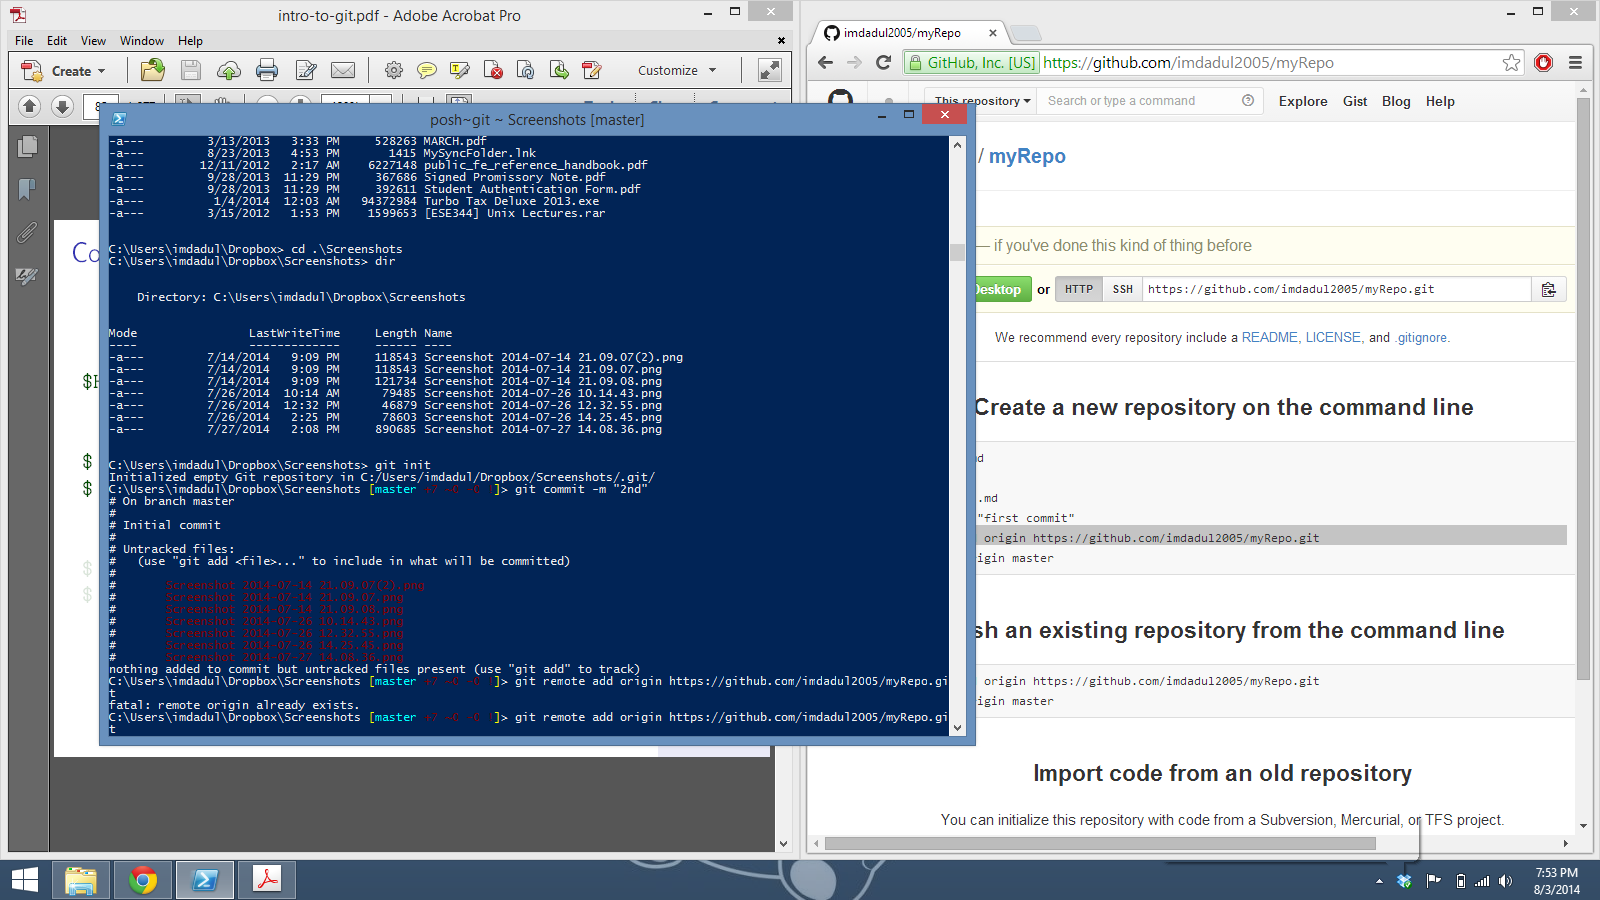 intro-to-git.pdf - Adobe Acrobat Pro
File Edit View Window Help
Create
Customize
imdadul2005/myRepo
GitHub, Inc. [US] https://github.com/imdadul2005/myRepo
This repository Search or type a command Explore Gist Blog Help
/ myRepo
— if you've done this kind of thing before
Desktop or HTTP SSH https://github.com/imdadul2005/myRepo.git
We recommend every repository include a README, LICENSE, and .gitignore.
Create a new repository on the command line
.md
"first commit"
origin https://github.com/imdadul2005/myRepo.git
origin master
sh an existing repository from the command line
origin https://github.com/imdadul2005/myRepo.git
origin master
Import code from an old repository
You can initialize this repository with code from a Subversion, Mercurial, or TFS project.
Co
$
$
$
$
$
posh~git ~ Screenshots [master]
-a--- 3/13/2013 3:33 PM 528263 MARCH.pdf
-a--- 8/23/2013 4:53 PM 1415 MySyncFolder.lnk
-a--- 12/11/2012 2:17 AM 6227148 public_fe_reference_handbook.pdf
-a--- 9/28/2013 11:29 PM 367686 Signed Promissory Note.pdf
-a--- 9/28/2013 11:29 PM 392611 Student Authentication Form.pdf
-a--- 1/4/2014 12:03 AM 94372984 Turbo Tax Deluxe 2013.exe
-a--- 3/15/2012 1:53 PM 1599653 [ESE344] Unix Lectures.rar
C:\Users\imdadul\Dropbox> cd .\Screenshots
C:\Users\imdadul\Dropbox\Screenshots> dir
Directory: C:\Users\imdadul\Dropbox\Screenshots
Mode LastWriteTime Length Name
---- ------------- ------ ----
-a--- 7/14/2014 9:09 PM 118543 Screenshot 2014-07-14 21.09.07(2).png
-a--- 7/14/2014 9:09 PM 118543 Screenshot 2014-07-14 21.09.07.png
-a--- 7/14/2014 9:09 PM 121734 Screenshot 2014-07-14 21.09.08.png
-a--- 7/26/2014 10:14 AM 79485 Screenshot 2014-07-26 10.14.43.png
-a--- 7/26/2014 12:32 PM 46879 Screenshot 2014-07-26 12.32.55.png
-a--- 7/26/2014 2:25 PM 78603 Screenshot 2014-07-26 14.25.45.png
-a--- 7/27/2014 2:08 PM 890685 Screenshot 2014-07-27 14.08.36.png
C:\Users\imdadul\Dropbox\Screenshots> git init
Initialized empty Git repository in C:/Users/imdadul/Dropbox/Screenshots/.git/
C:\Users\imdadul\Dropbox\Screenshots [master +7 ~0 -0 !]> git commit -m "2nd"
# On branch master
#
# Initial commit
#
# Untracked files:
# (use "git add <file>..." to include in what will be committed)
#
# Screenshot 2014-07-14 21.09.07(2).png
# Screenshot 2014-07-14 21.09.07.png
# Screenshot 2014-07-14 21.09.08.png
# Screenshot 2014-07-26 10.14.43.png
# Screenshot 2014-07-26 12.32.55.png
# Screenshot 2014-07-26 14.25.45.png
# Screenshot 2014-07-27 14.08.36.png
nothing added to commit but untracked files present (use "git add" to track)
C:\Users\imdadul\Dropbox\Screenshots [master +7 ~0 -0 !]> git remote add origin https://github.com/imdadul2005/myRepo.gi
t
fatal: remote origin already exists.
C:\Users\imdadul\Dropbox\Screenshots [master +7 ~0 -0 !]> git remote add origin https://github.com/imdadul2005/myRepo.gi
t
7:53 PM
8/3/2014